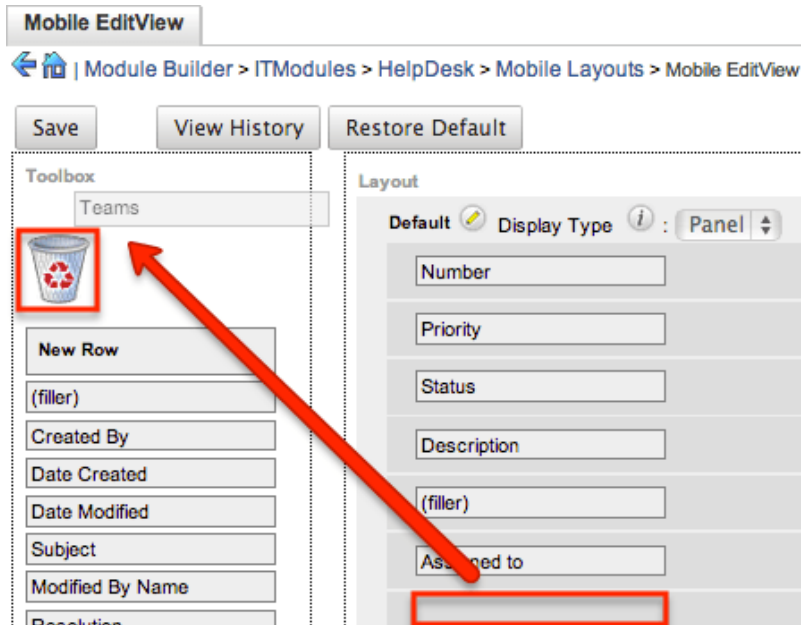 Mobile EditView
| Module Builder > ITModules > HelpDesk > Mobile Layouts > Mobile EditView
Save View History Restore Default
Toolbox
Teams
New Row
(filler)
Created By
Date Created
Date Modified
Subject
Modified By Name
Resolution
Layout
Default Display Type i : Panel
Number
Priority
Status
Description
(filler)
Assigned to